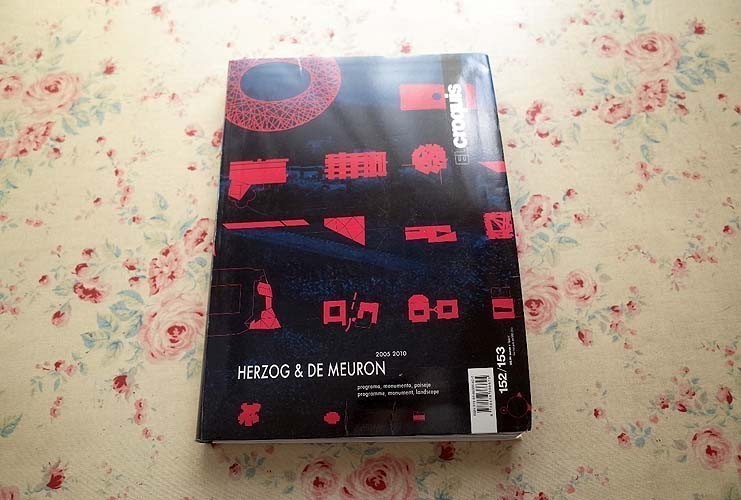 El croquis
2005 2010
HERZOG & DE MEURON
programa, monumento, paisaje
programme, monument, landscape
152/153